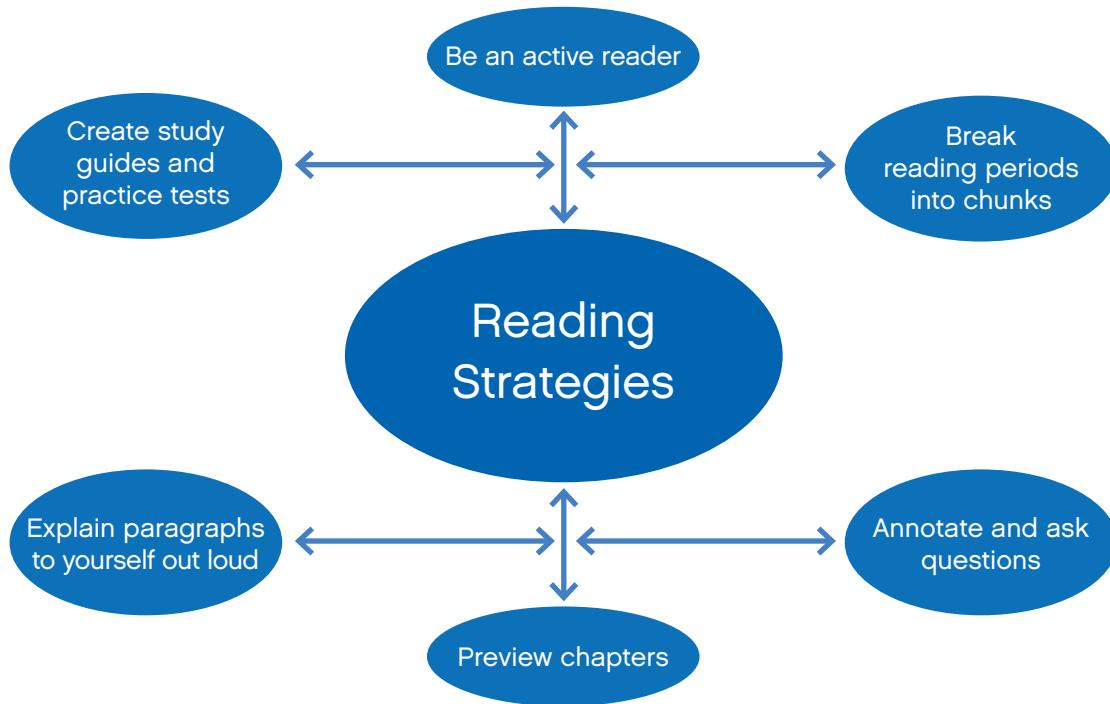 Be an active reader
Create study
guides and
practice tests
Break
reading periods
into chunks
Reading
Strategies
Explain paragraphs
to yourself out loud
Annotate and ask
questions
Preview chapters